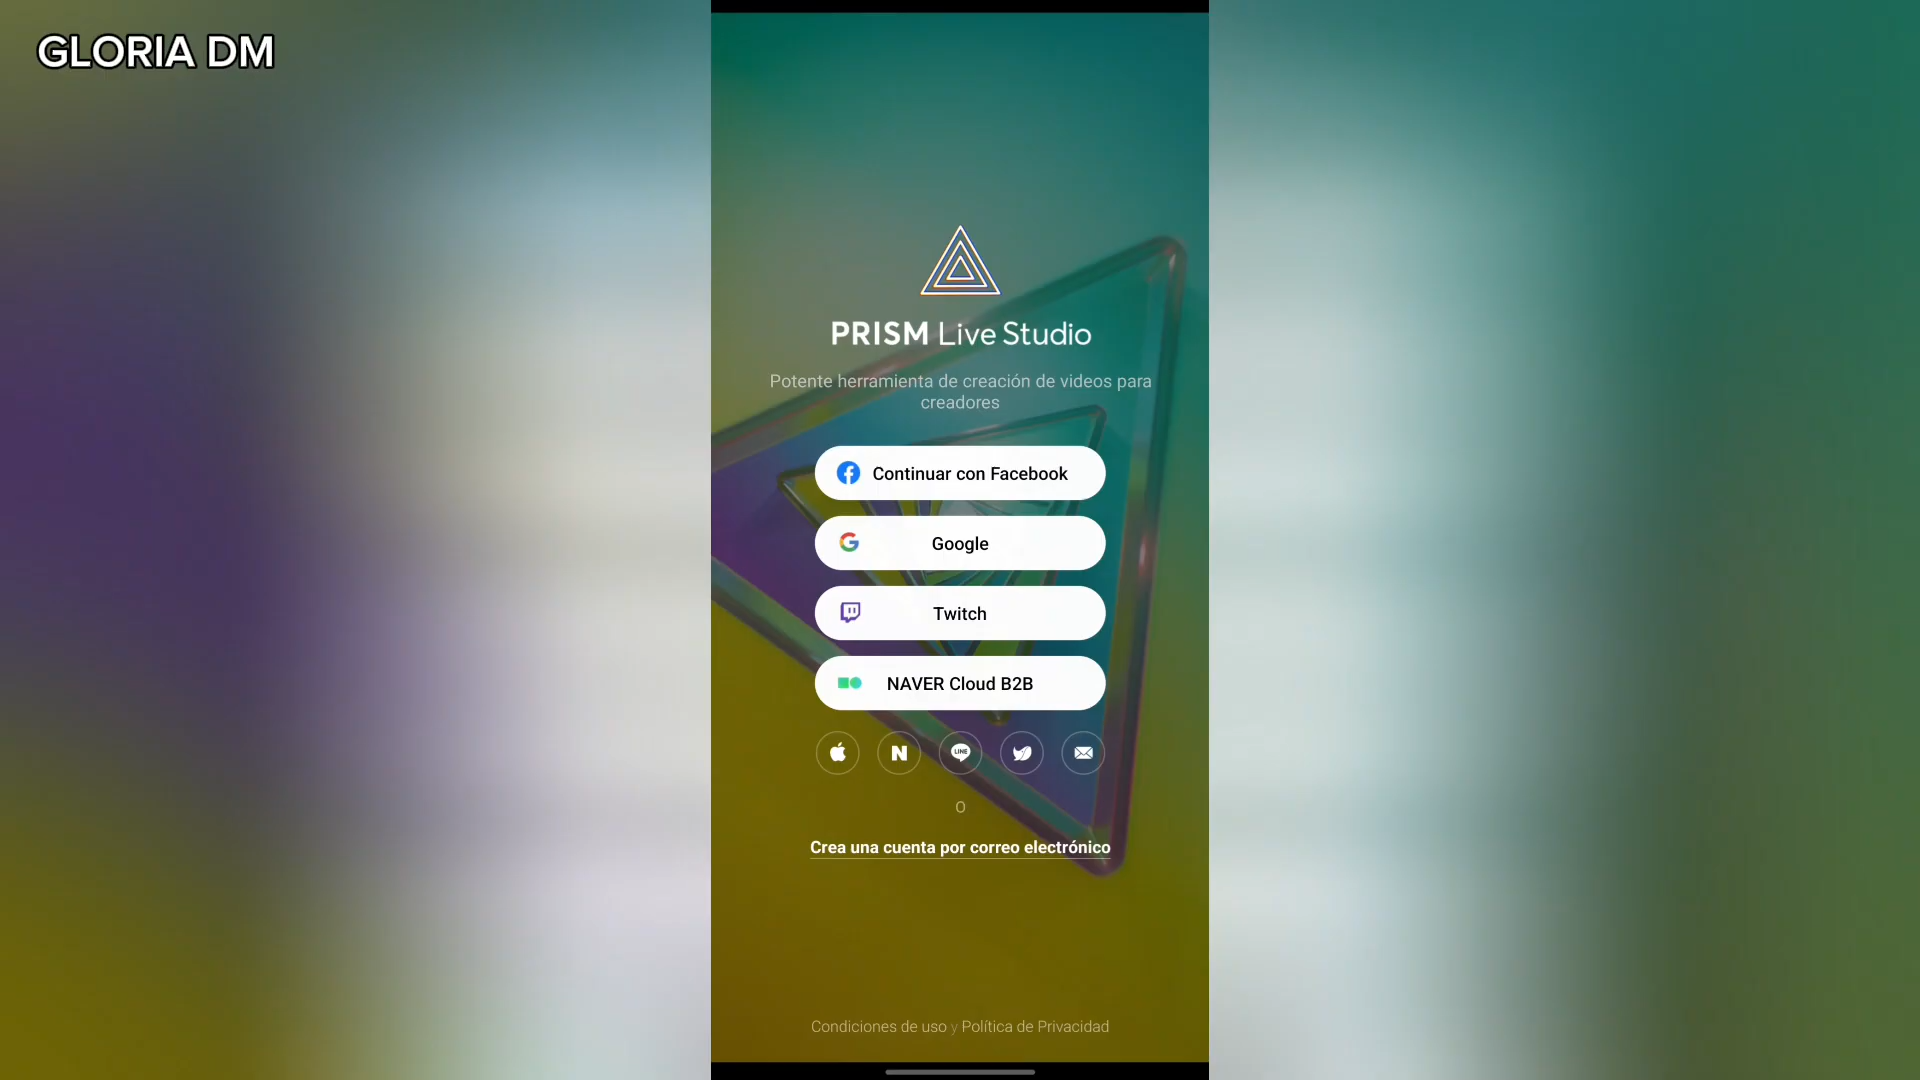 GLORIA DM
PRISM Live Studio
Potente herramienta de creación de videos para
creadores
Continuar con Facebook
Google
Twitch
NAVER Cloud B2B
N
LINE
O
Crea una cuenta por correo electrónico
Condiciones de uso y Política de Privacidad